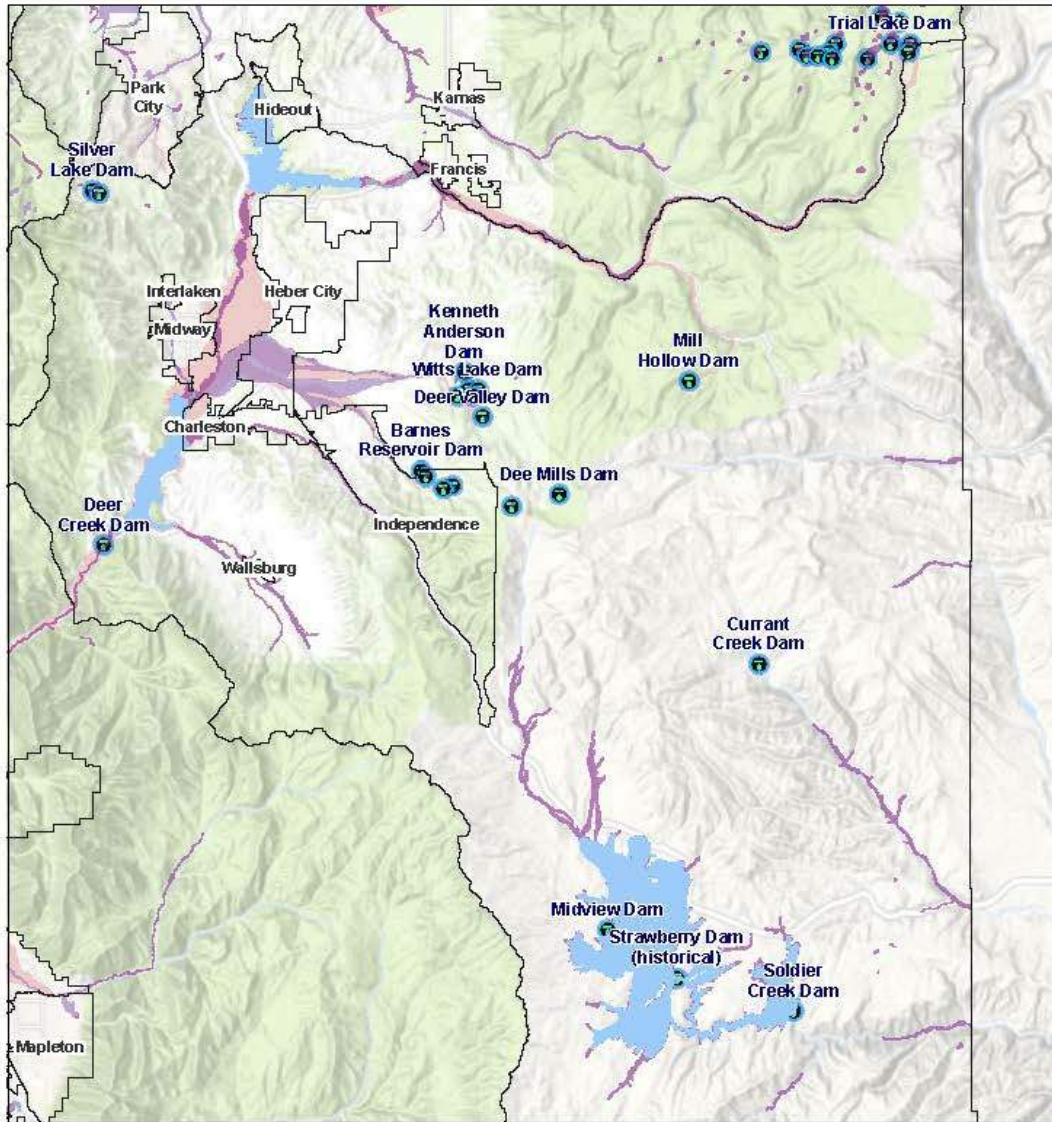 Trial Lake Dam
Park
City
Hideout
Kamas
Silver
Lake Dam
Francis
Interlaken
Heber City
Midway
Kenneth
Anderson
Dam
Witts Lake Dam
Deer Valley Dam
Mill
Hollow Dam
Charleston
Barnes
Reservoir Dam
Dee Mills Dam
Deer
Creek Dam
Independence
Wallsburg
Currant
Creek Dam
Midview Dam
Strawberry Dam
(historical)
Soldier
Creek Dam
Mapleton